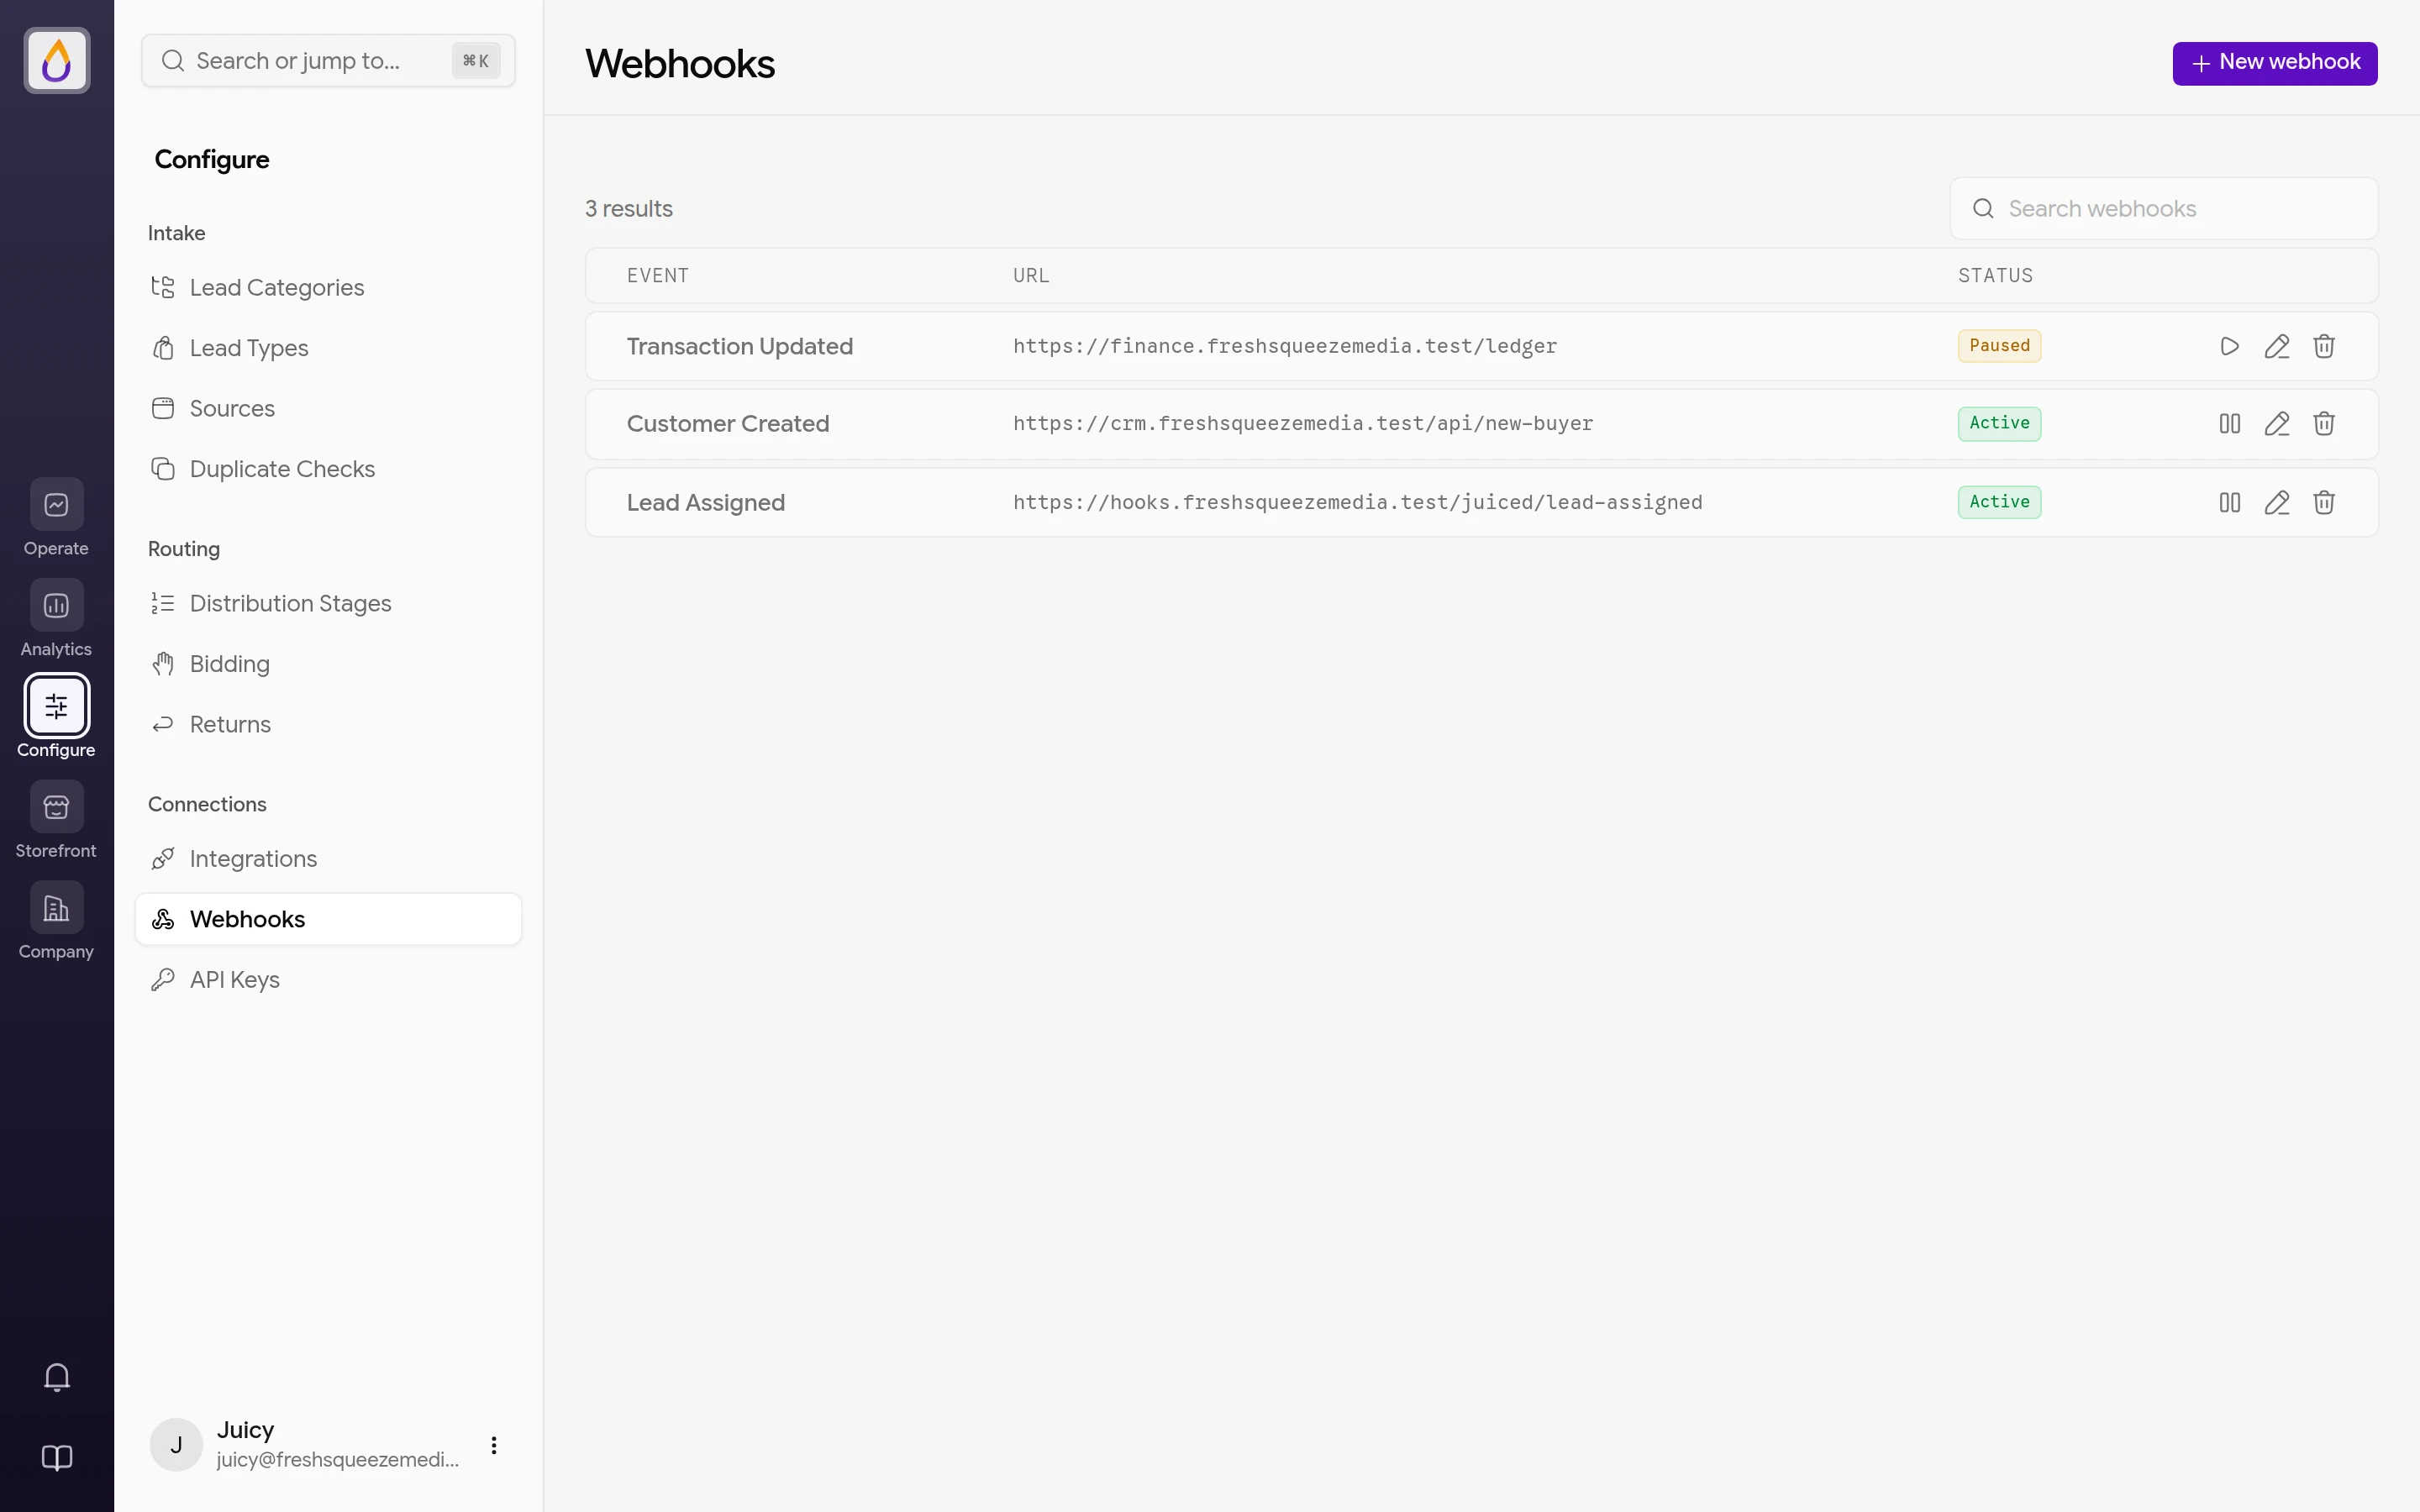 Search or jump to...
⌘K
Configure
Intake
Lead Categories
Lead Types
Sources
Duplicate Checks
Routing
Distribution Stages
Bidding
Returns
Connections
Integrations
Webhooks
API Keys
Operate
Analytics
Configure
Storefront
Company
J
Juicy
juicy@freshsqueezemedi...
Webhooks
New webhook
3 results
Search webhooks
EVENT URL STATUS
Transaction Updated https://finance.freshsqueezemedia.test/ledger Paused
Customer Created https://crm.freshsqueezemedia.test/api/new-buyer Active
Lead Assigned https://hooks.freshsqueezemedia.test/juiced/lead-assigned Active